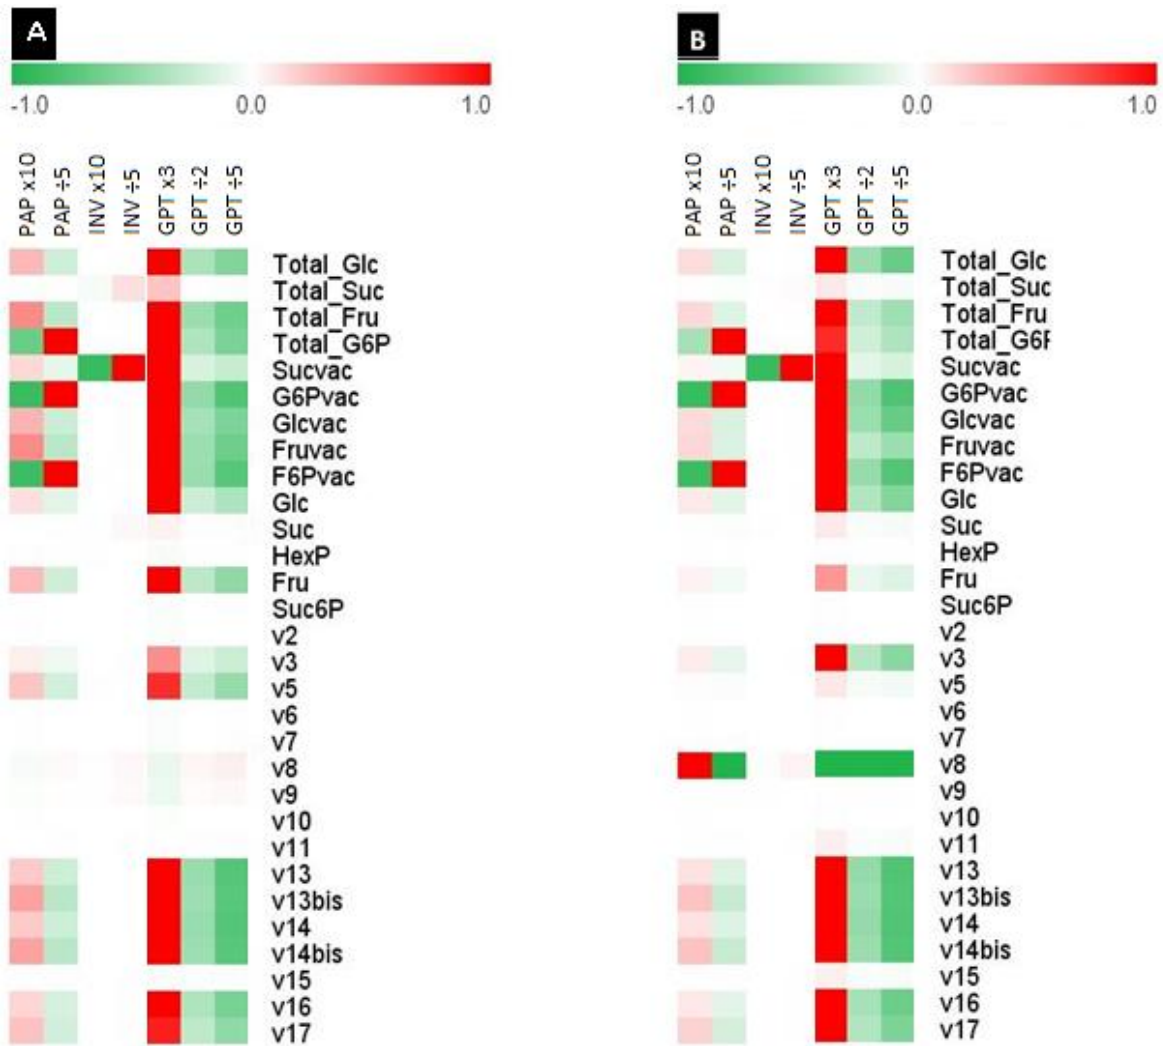 A
-1.0 0.0 1.0
PAP x10 PAP ÷5 INV x10 INV ÷5 GPT x3 GPT ÷2 GPT ÷5
Total_Glc
Total_Suc
Total_Fru
Total_G6P
Sucvac
G6Pvac
Glcvac
Fruvac
F6Pvac
Glc
Suc
HexP
Fru
Suc6P
v2
v3
v5
v6
v7
v8
v9
v10
v11
v13
v13bis
v14
v14bis
v15
v16
v17
B
-1.0 0.0 1.0
PAP x10 PAP ÷5 INV x10 INV ÷5 GPT x3 GPT ÷2 GPT ÷5
Total_Glc
Total_Suc
Total_Fru
Total_G6F
Sucvac
G6Pvac
Glcvac
Fruvac
F6Pvac
Glc
Suc
HexP
Fru
Suc6P
v2
v3
v5
v6
v7
v8
v9
v10
v11
v13
v13bis
v14
v14bis
v15
v16
v17